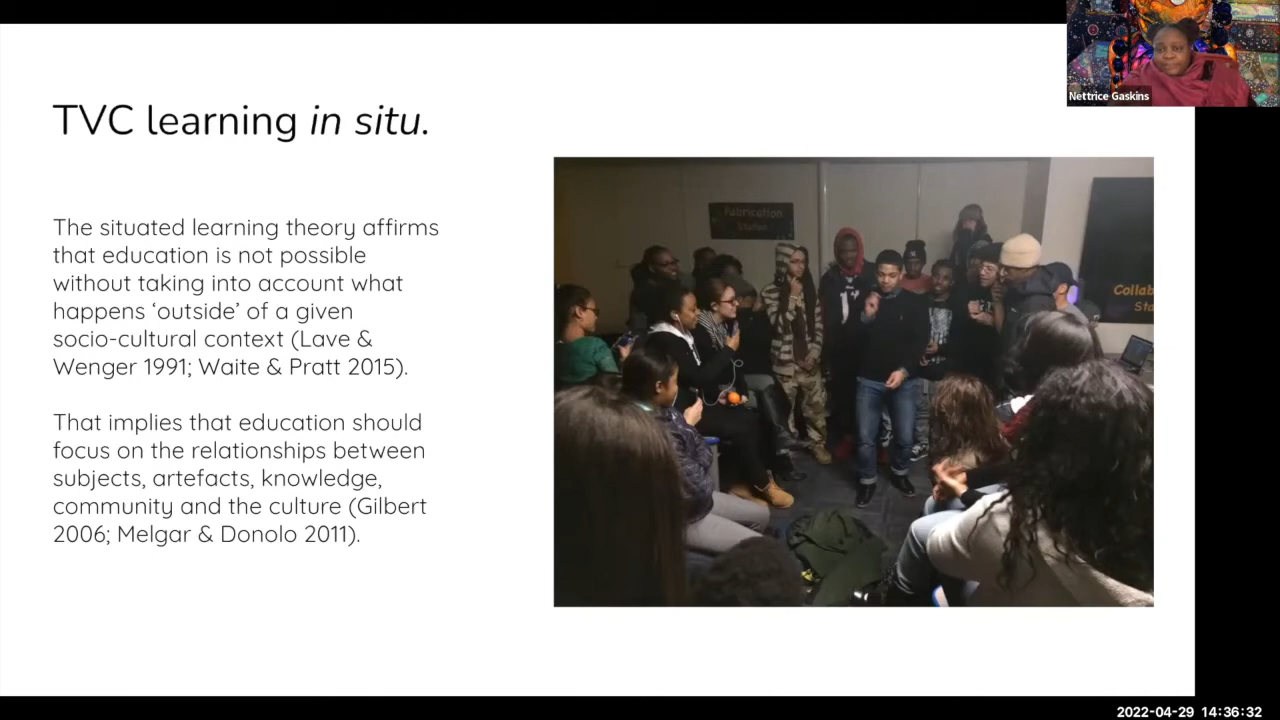 TVC learning in situ.
The situated learning theory affirms
that education is not possible
without taking into account what
happens ‘outside’ of a given
socio-cultural context (Lave &
Wenger 1991; Waite & Pratt 2015).
That implies that education should
focus on the relationships between
subjects, artefacts, knowledge,
community and the culture (Gilbert
2006; Melgar & Donolo 2011).
Fabrication
Station
Collab
Sta
Nettrice Gaskins
2022-04-29 14:36:32